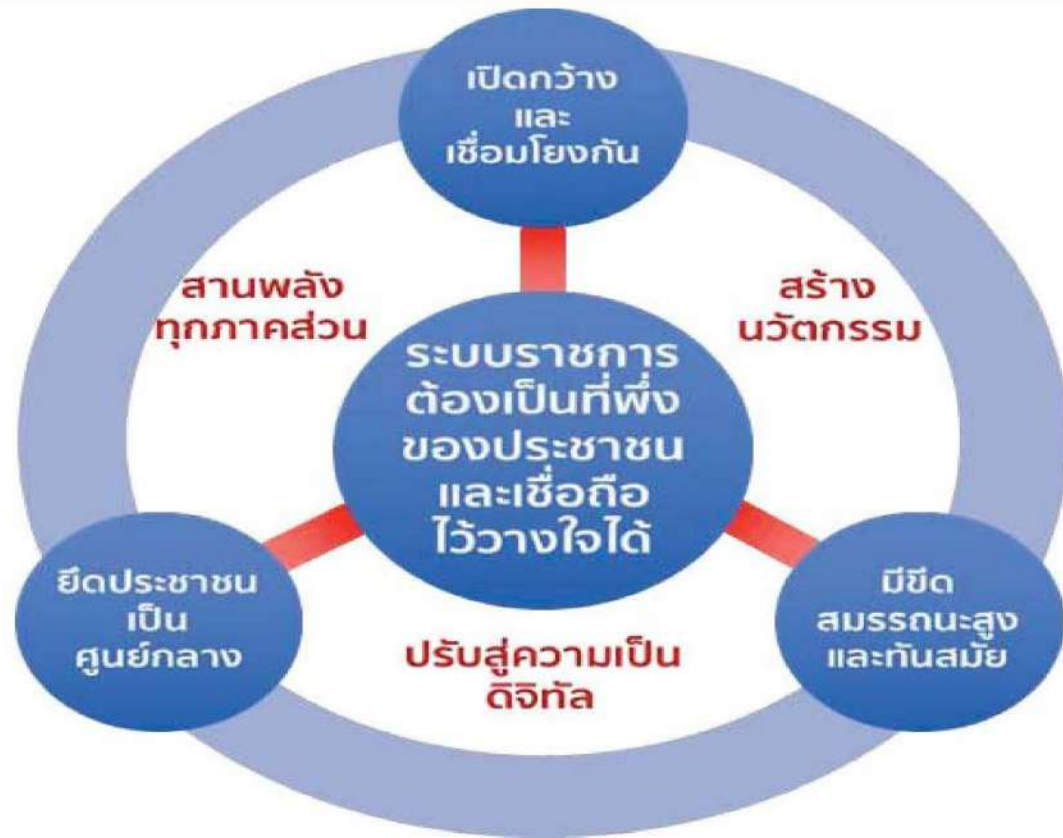 เปิดกว้าง
และ
เชื่อมโยงกัน
สานพลัง
ทุกภาคส่วน
สร้าง
นวัตกรรม
ระบบราชการ
ต้องเป็นที่พึ่ง
ของประชาชน
และเชื่อถือ
ไว้วางใจได้
ยึดประชาชน
เป็น
ศูนย์กลาง
ปรับสู่ความเป็น
ดิจิทัล
มีขีด
สมรรถนะสูง
และทันสมัย